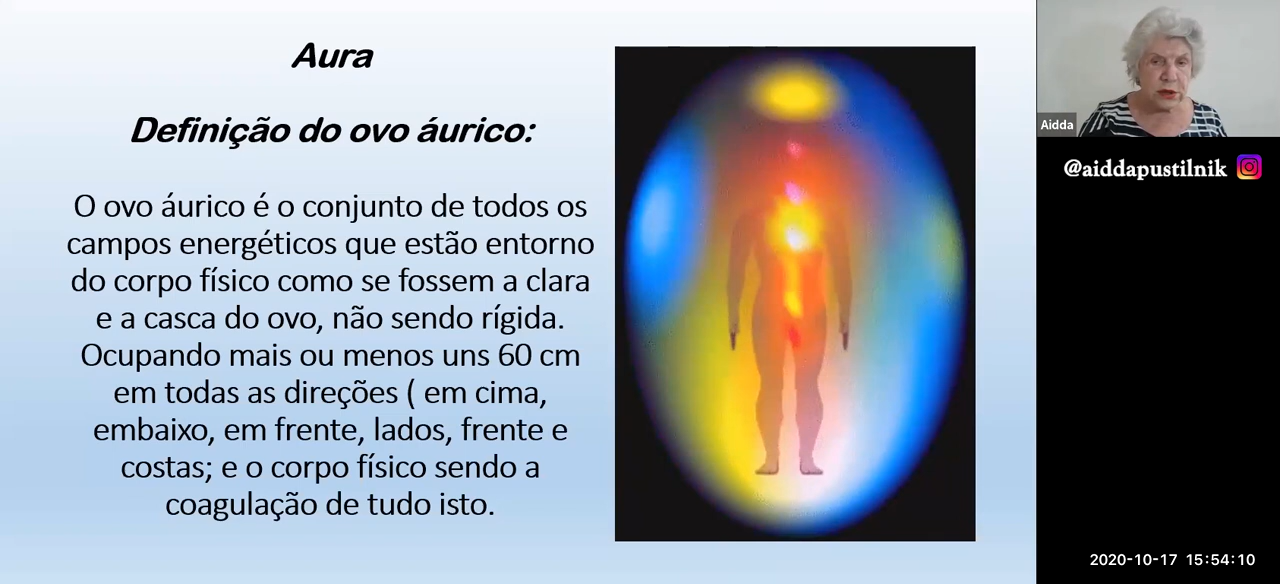 Aura
Definição do ovo áurico:
O ovo áurico é o conjunto de todos os
campos energéticos que estão entorno
do corpo físico como se fossem a clara
e a casca do ovo, não sendo rígida.
Ocupando mais ou menos uns 60 cm
em todas as direções ( em cima,
embaixo, em frente, lados, frente e
costas; e o corpo físico sendo a
coagulação de tudo isto.
Aidda
@aiddapustilnik
2020-10-17 15:54:10